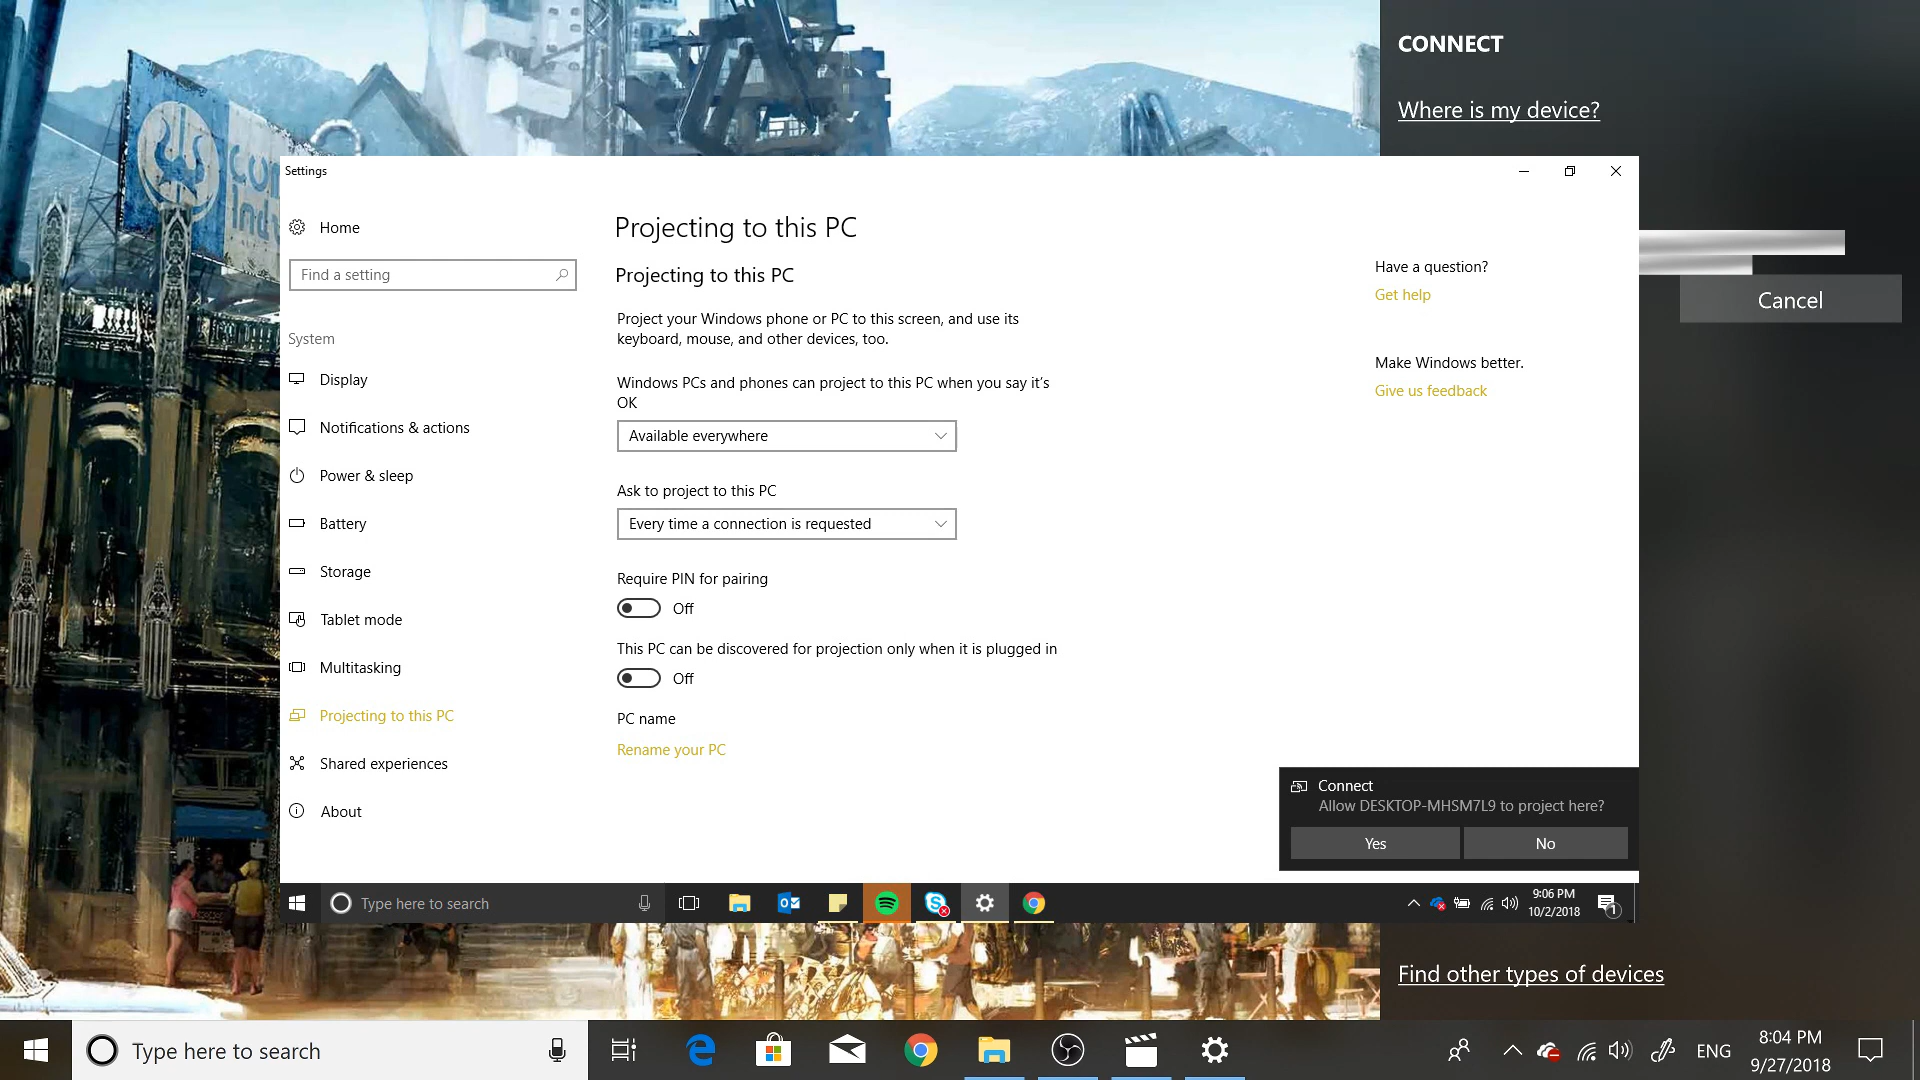 CONNECT
Where is my device?
Settings
Home
Find a setting
System
Display
Notifications & actions
Power & sleep
Battery
Storage
Tablet mode
Multitasking
Projecting to this PC
Shared experiences
About
Projecting to this PC
Projecting to this PC
Project your Windows phone or PC to this screen, and use its
keyboard, mouse, and other devices, too.
Windows PCs and phones can project to this PC when you say it's
OK
Available everywhere
Ask to project to this PC
Every time a connection is requested
Require PIN for pairing
Off
This PC can be discovered for projection only when it is plugged in
Off
PC name
Rename your PC
Have a question?
Get help
Make Windows better.
Give us feedback
Cancel
Connect
Allow DESKTOP-MHSM7L9 to project here?
Yes
No
Type here to search
9:06 PM
10/2/2018
1
Find other types of devices
Type here to search
ENG
8:04 PM
9/27/2018